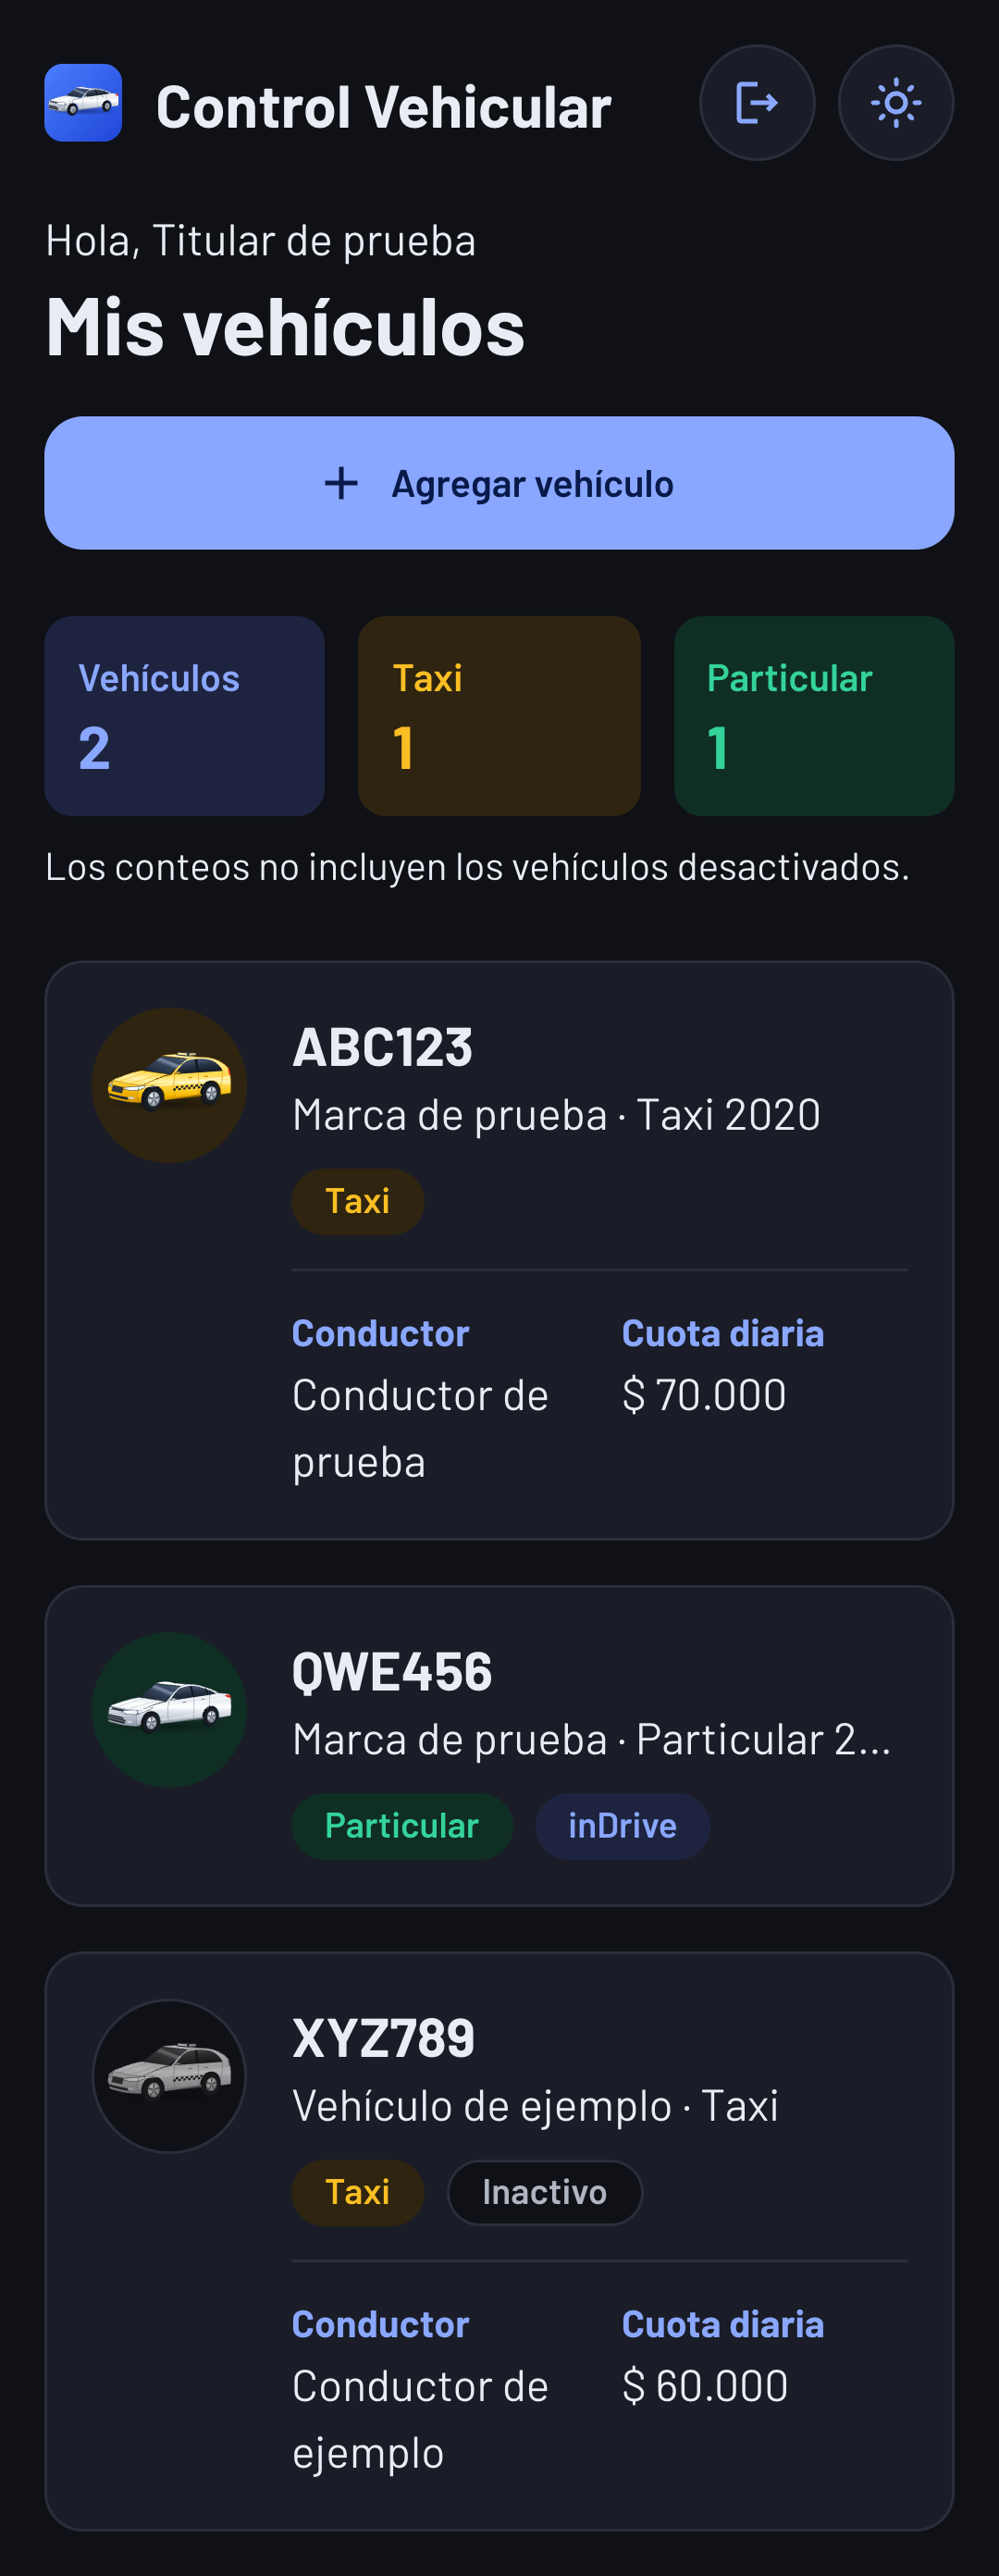 Control Vehicular
Hola, Titular de prueba
Mis vehículos
+ Agregar vehículo
Vehículos Taxi Particular
2 1 1
Los conteos no incluyen los vehículos desactivados.
ABC123
Marca de prueba · Taxi 2020
Taxi
Conductor Cuota diaria
Conductor de $ 70.000
prueba
QWE456
Marca de prueba · Particular 2...
Particular inDrive
XYZ789
Vehículo de ejemplo · Taxi
Taxi Inactivo
Conductor Cuota diaria
Conductor de $ 60.000
ejemplo